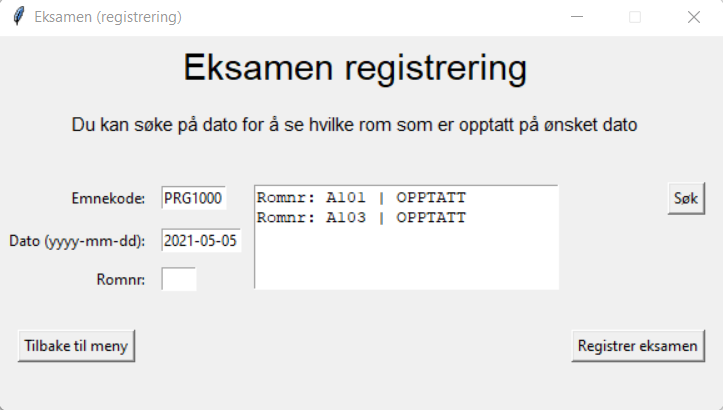 Eksamen (registrering)
Eksamen registrering
Du kan søke på dato for å se hvilke rom som er opptatt på ønsket dato
Emnekode: PRG1000
Romnr: A101 | OPPTATT
Romnr: A103 | OPPTATT
Søk
Dato (yyyy-mm-dd): 2021-05-05
Romnr:
Tilbake til meny
Registrer eksamen